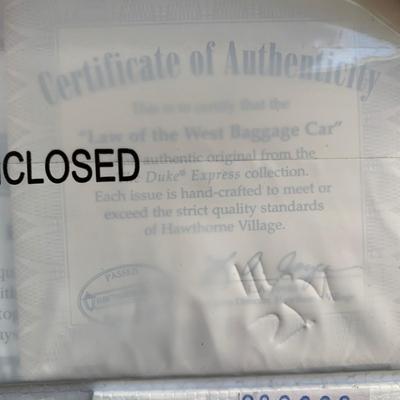 Certificate of Authenticity
This is to certify that the
"Law of the West Baggage Car"
CLOSED
authentic original from the
Duke® Express collection.
Each issue is hand-crafted to meet or
exceed the strict quality standards
of Hawthorne Village.
PASSED